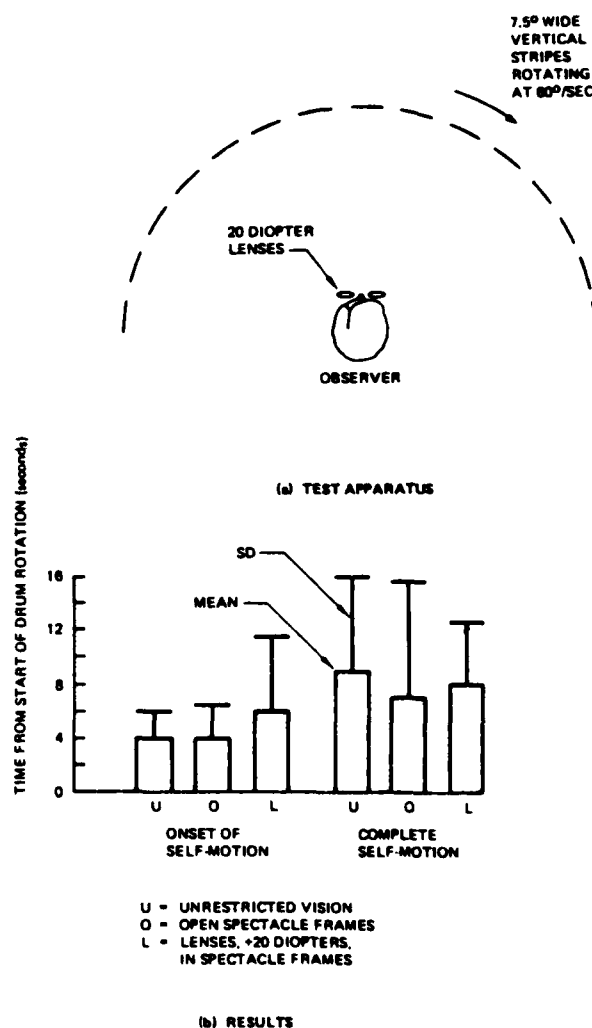 7.5° WIDE
VERTICAL
STRIPES
ROTATING
AT 60°/SEC
20 DIOPTER
LENSES
OBSERVER
(a) TEST APPARATUS
TIME FROM START OF DRUM ROTATION (seconds)
16
12
8
4
0
SD
MEAN
U O L U O L
ONSET OF COMPLETE
SELF-MOTION SELF-MOTION
U = UNRESTRICTED VISION
O = OPEN SPECTACLE FRAMES
L = LENSES, +20 DIOPTERS,
IN SPECTACLE FRAMES
(b) RESULTS